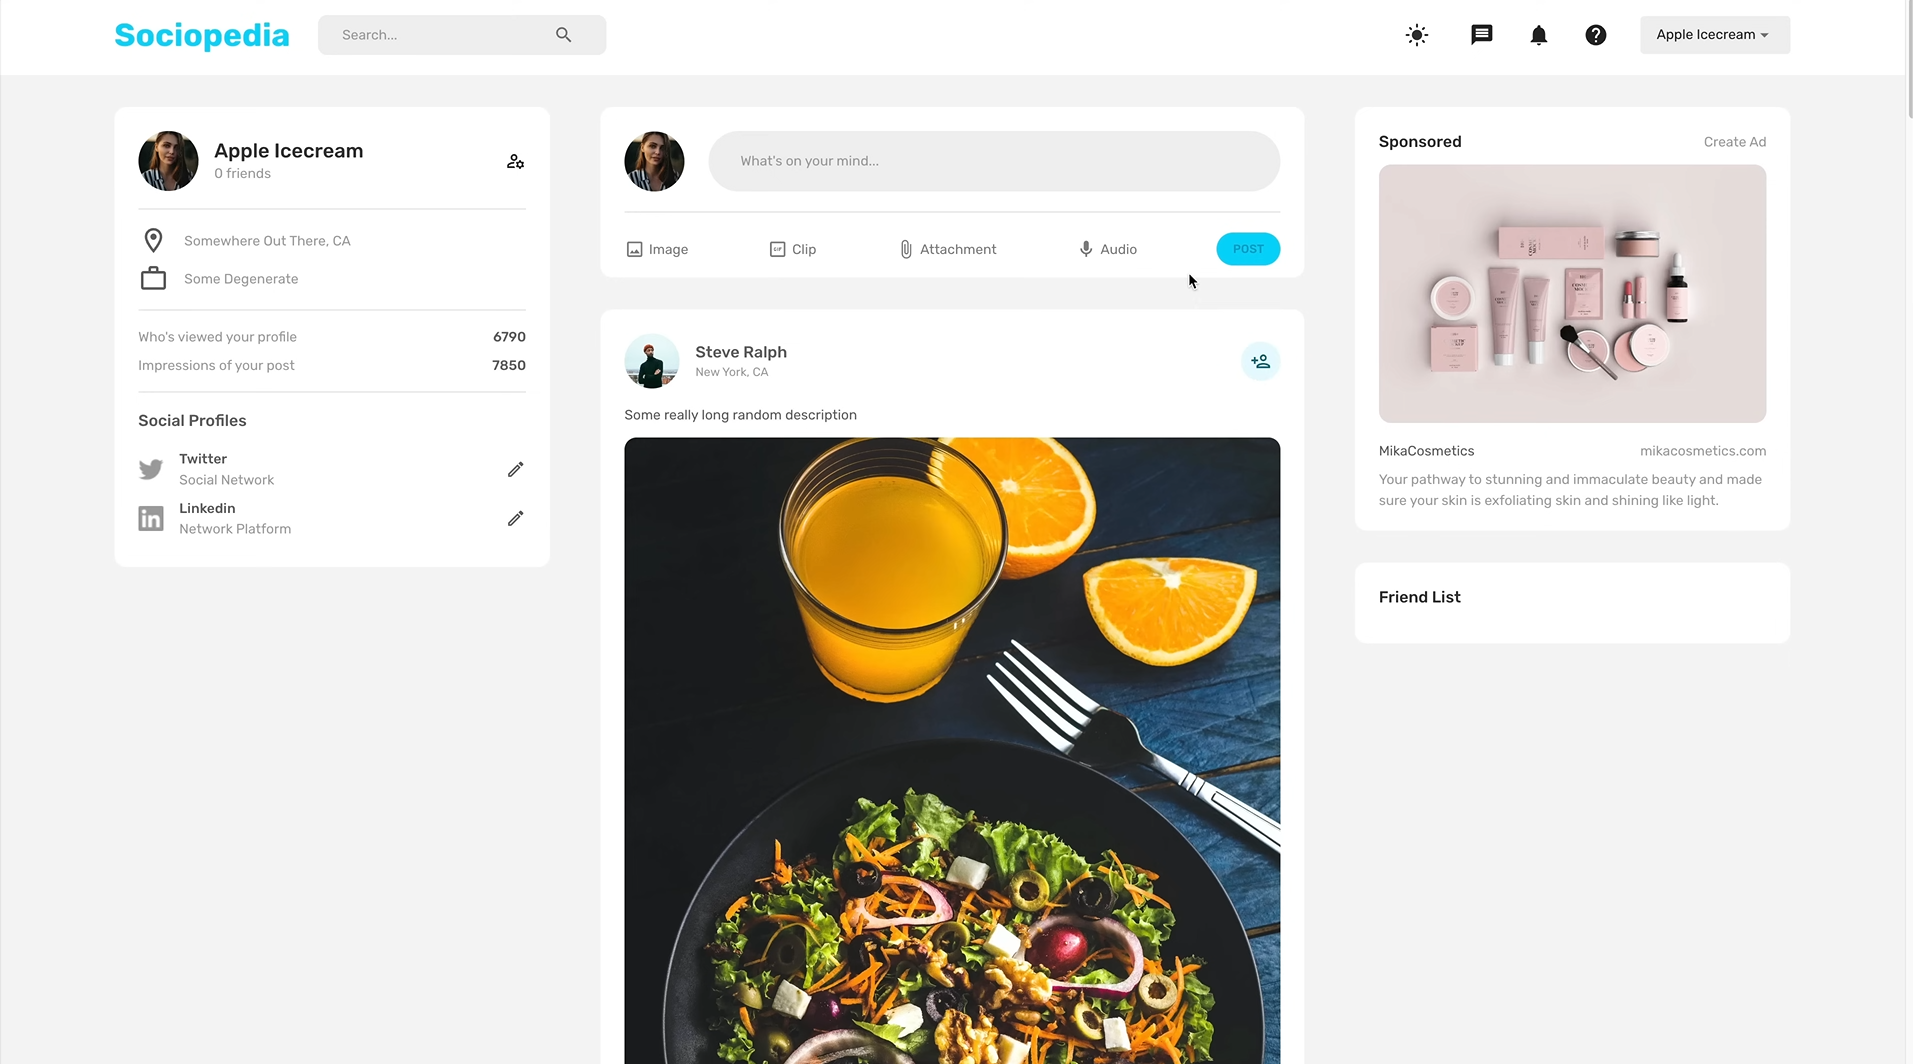 Sociopedia
Search...
Apple Icecream
Apple Icecream
0 friends
Somewhere Out There, CA
Some Degenerate
Who's viewed your profile 6790
Impressions of your post 7850
Social Profiles
Twitter
Social Network
Linkedin
Network Platform
What's on your mind...
Image
GIF Clip
Attachment
Audio
POST
Steve Ralph
New York, CA
Some really long random description
Sponsored
Create Ad
MikaCosmetics
mikacosmetics.com
Your pathway to stunning and immaculate beauty and made
sure your skin is exfoliating skin and shining like light.
Friend List